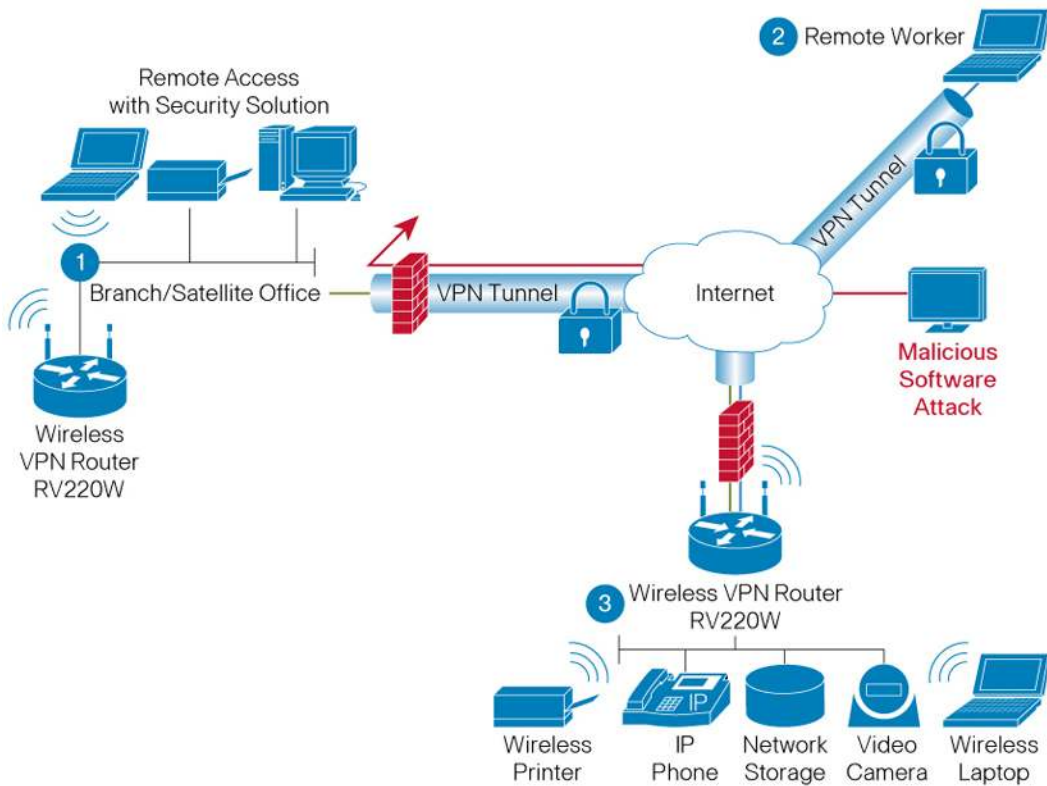 2 Remote Worker
Remote Access
with Security Solution
VPN Tunnel
1
Branch/Satellite Office
VPN Tunnel
Internet
Malicious
Software
Attack
Wireless
VPN Router
RV220W
3 Wireless VPN Router
RV220W
IP
Wireless
Printer
IP
Phone
Network
Storage
Video
Camera
Wireless
Laptop